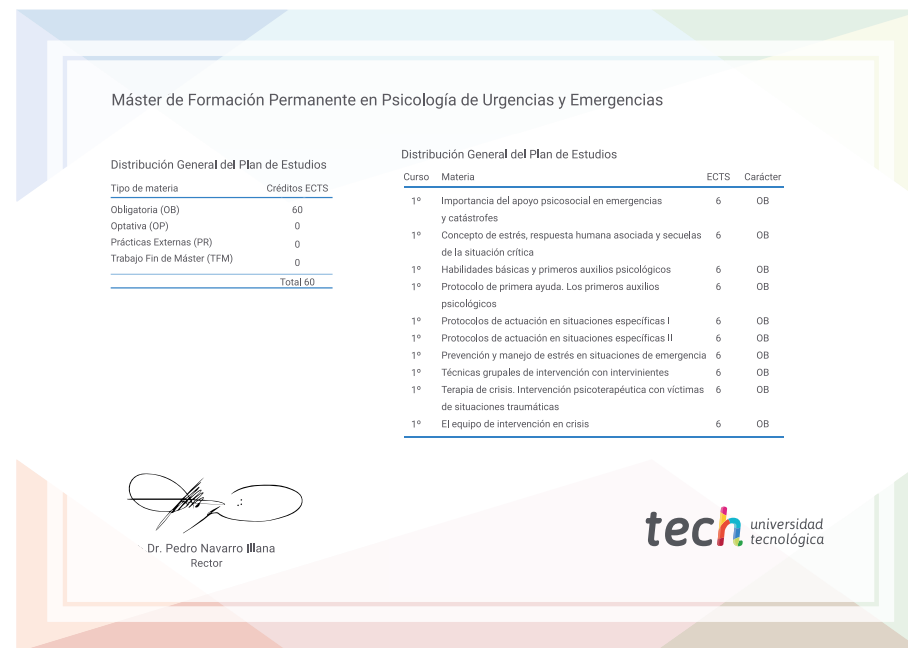 Máster de Formación Permanente en Psicología de Urgencias y Emergencias
Distribución General del Plan de Estudios
Tipo de materia Créditos ECTS
Obligatoria (OB) 60
Optativa (OP) 0
Prácticas Externas (PR) 0
Trabajo Fin de Máster (TFM) 0
Total 60
Distribución General del Plan de Estudios
Curso Materia ECTS Carácter
1º Importancia del apoyo psicosocial en emergencias 6 OB
y catástrofes
1º Concepto de estrés, respuesta humana asociada y secuelas 6 OB
de la situación crítica
1º Habilidades básicas y primeros auxilios psicológicos 6 OB
1º Protocolo de primera ayuda. Los primeros auxilios 6 OB
psicológicos
1º Protocolos de actuación en situaciones específicas I 6 OB
1º Protocolos de actuación en situaciones específicas II 6 OB
1º Prevención y manejo de estrés en situaciones de emergencia 6 OB
1º Técnicas grupales de intervención con intervinientes 6 OB
1º Terapia de crisis. Intervención psicoterapéutica con víctimas 6 OB
de situaciones traumáticas
1º El equipo de intervención en crisis 6 OB
Dr. Pedro Navarro Illana
Rector
tech universidad
tecnológica